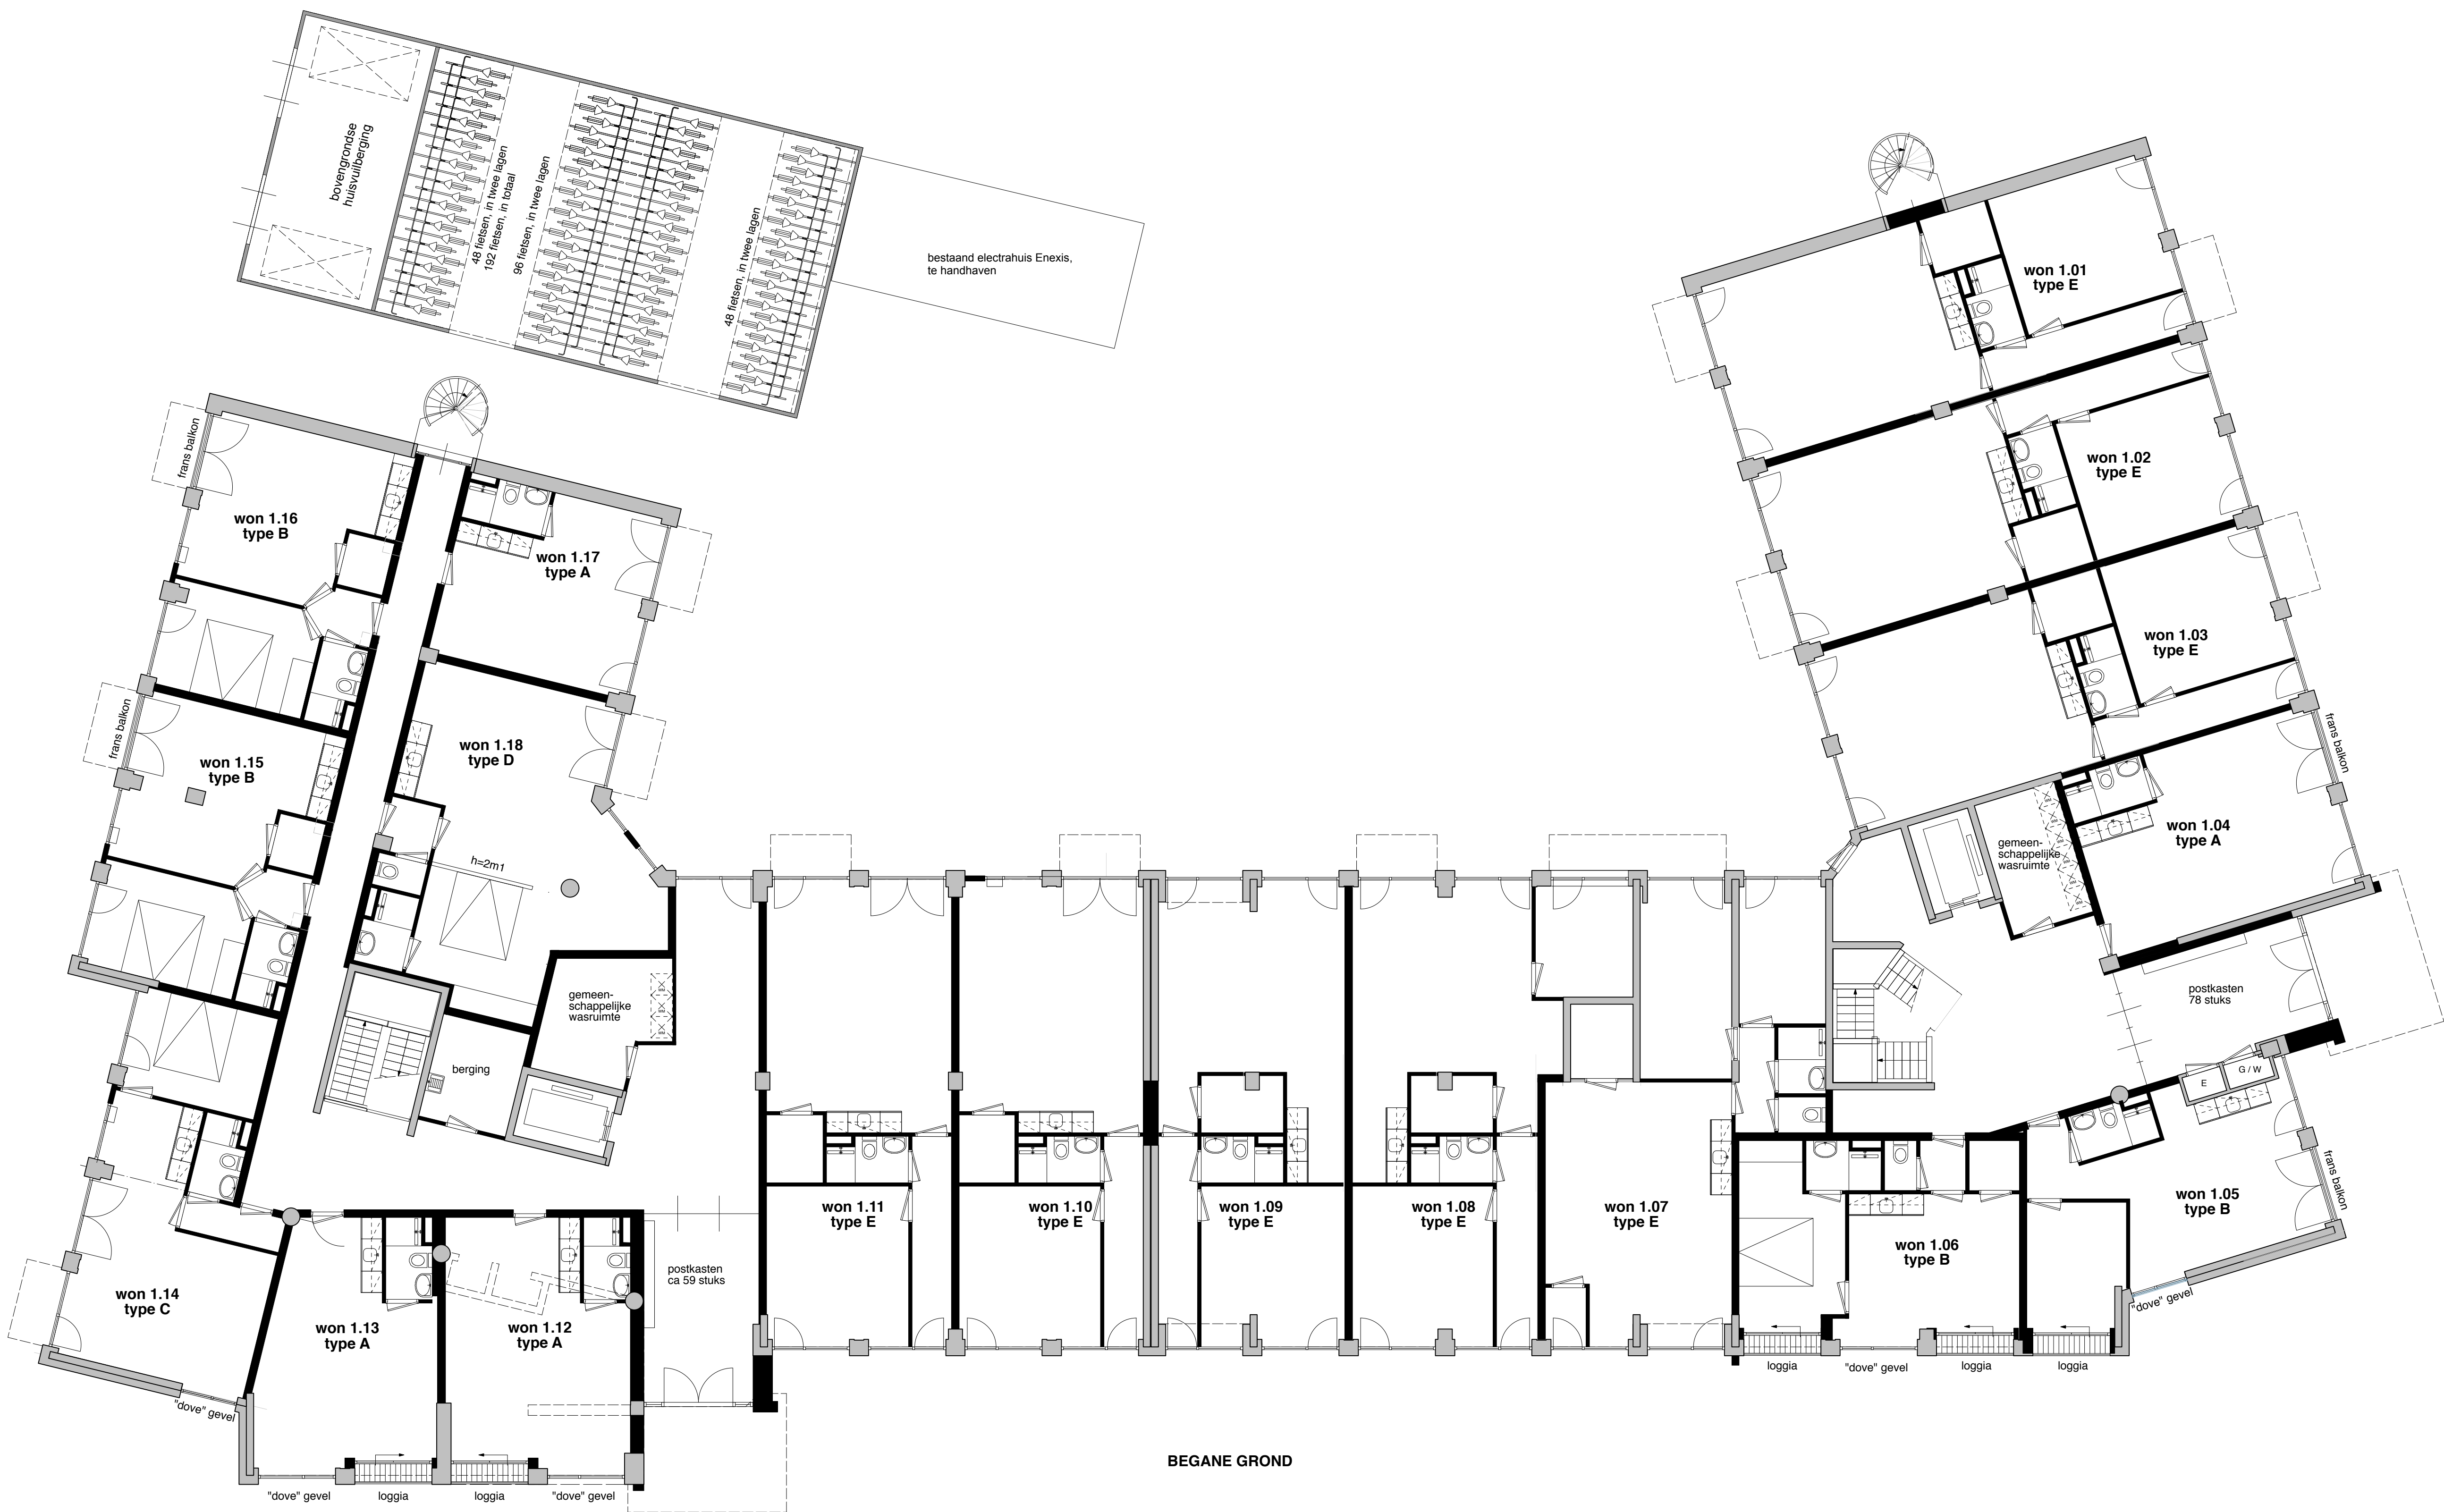 bovengrondse
huisvuilberging
48 fietsen, in twee lagen
192 fietsen, in totaal
96 fietsen, in twee lagen
48 fietsen, in twee lagen
bestaand electrahuis Enexis,
te handhaven
won 1.01
type E
won 1.02
type E
won 1.03
type E
frans balkon
won 1.04
type A
gemeen-
schappelijke
wasruimte
postkasten
78 stuks
E
G / W
won 1.05
type B
frans balkon
"dove" gevel
won 1.06
type B
loggia
"dove" gevel
loggia
loggia
won 1.07
type E
won 1.08
type E
won 1.09
type E
won 1.10
type E
won 1.11
type E
postkasten
ca 59 stuks
won 1.12
type A
won 1.13
type A
"dove" gevel
loggia
loggia
"dove" gevel
won 1.14
type C
"dove" gevel
won 1.15
type B
frans balkon
won 1.16
type B
frans balkon
won 1.17
type A
won 1.18
type D
h=2m1
gemeen-
schappelijke
wasruimte
berging
BEGANE GROND